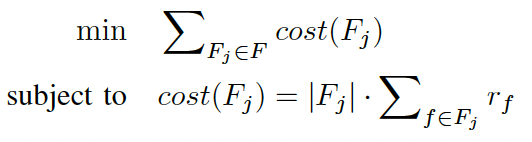 min ∑_{F_j∈F} cost(F_j)
subject to cost(F_j) = |F_j| · ∑_{f∈F_j} r_f